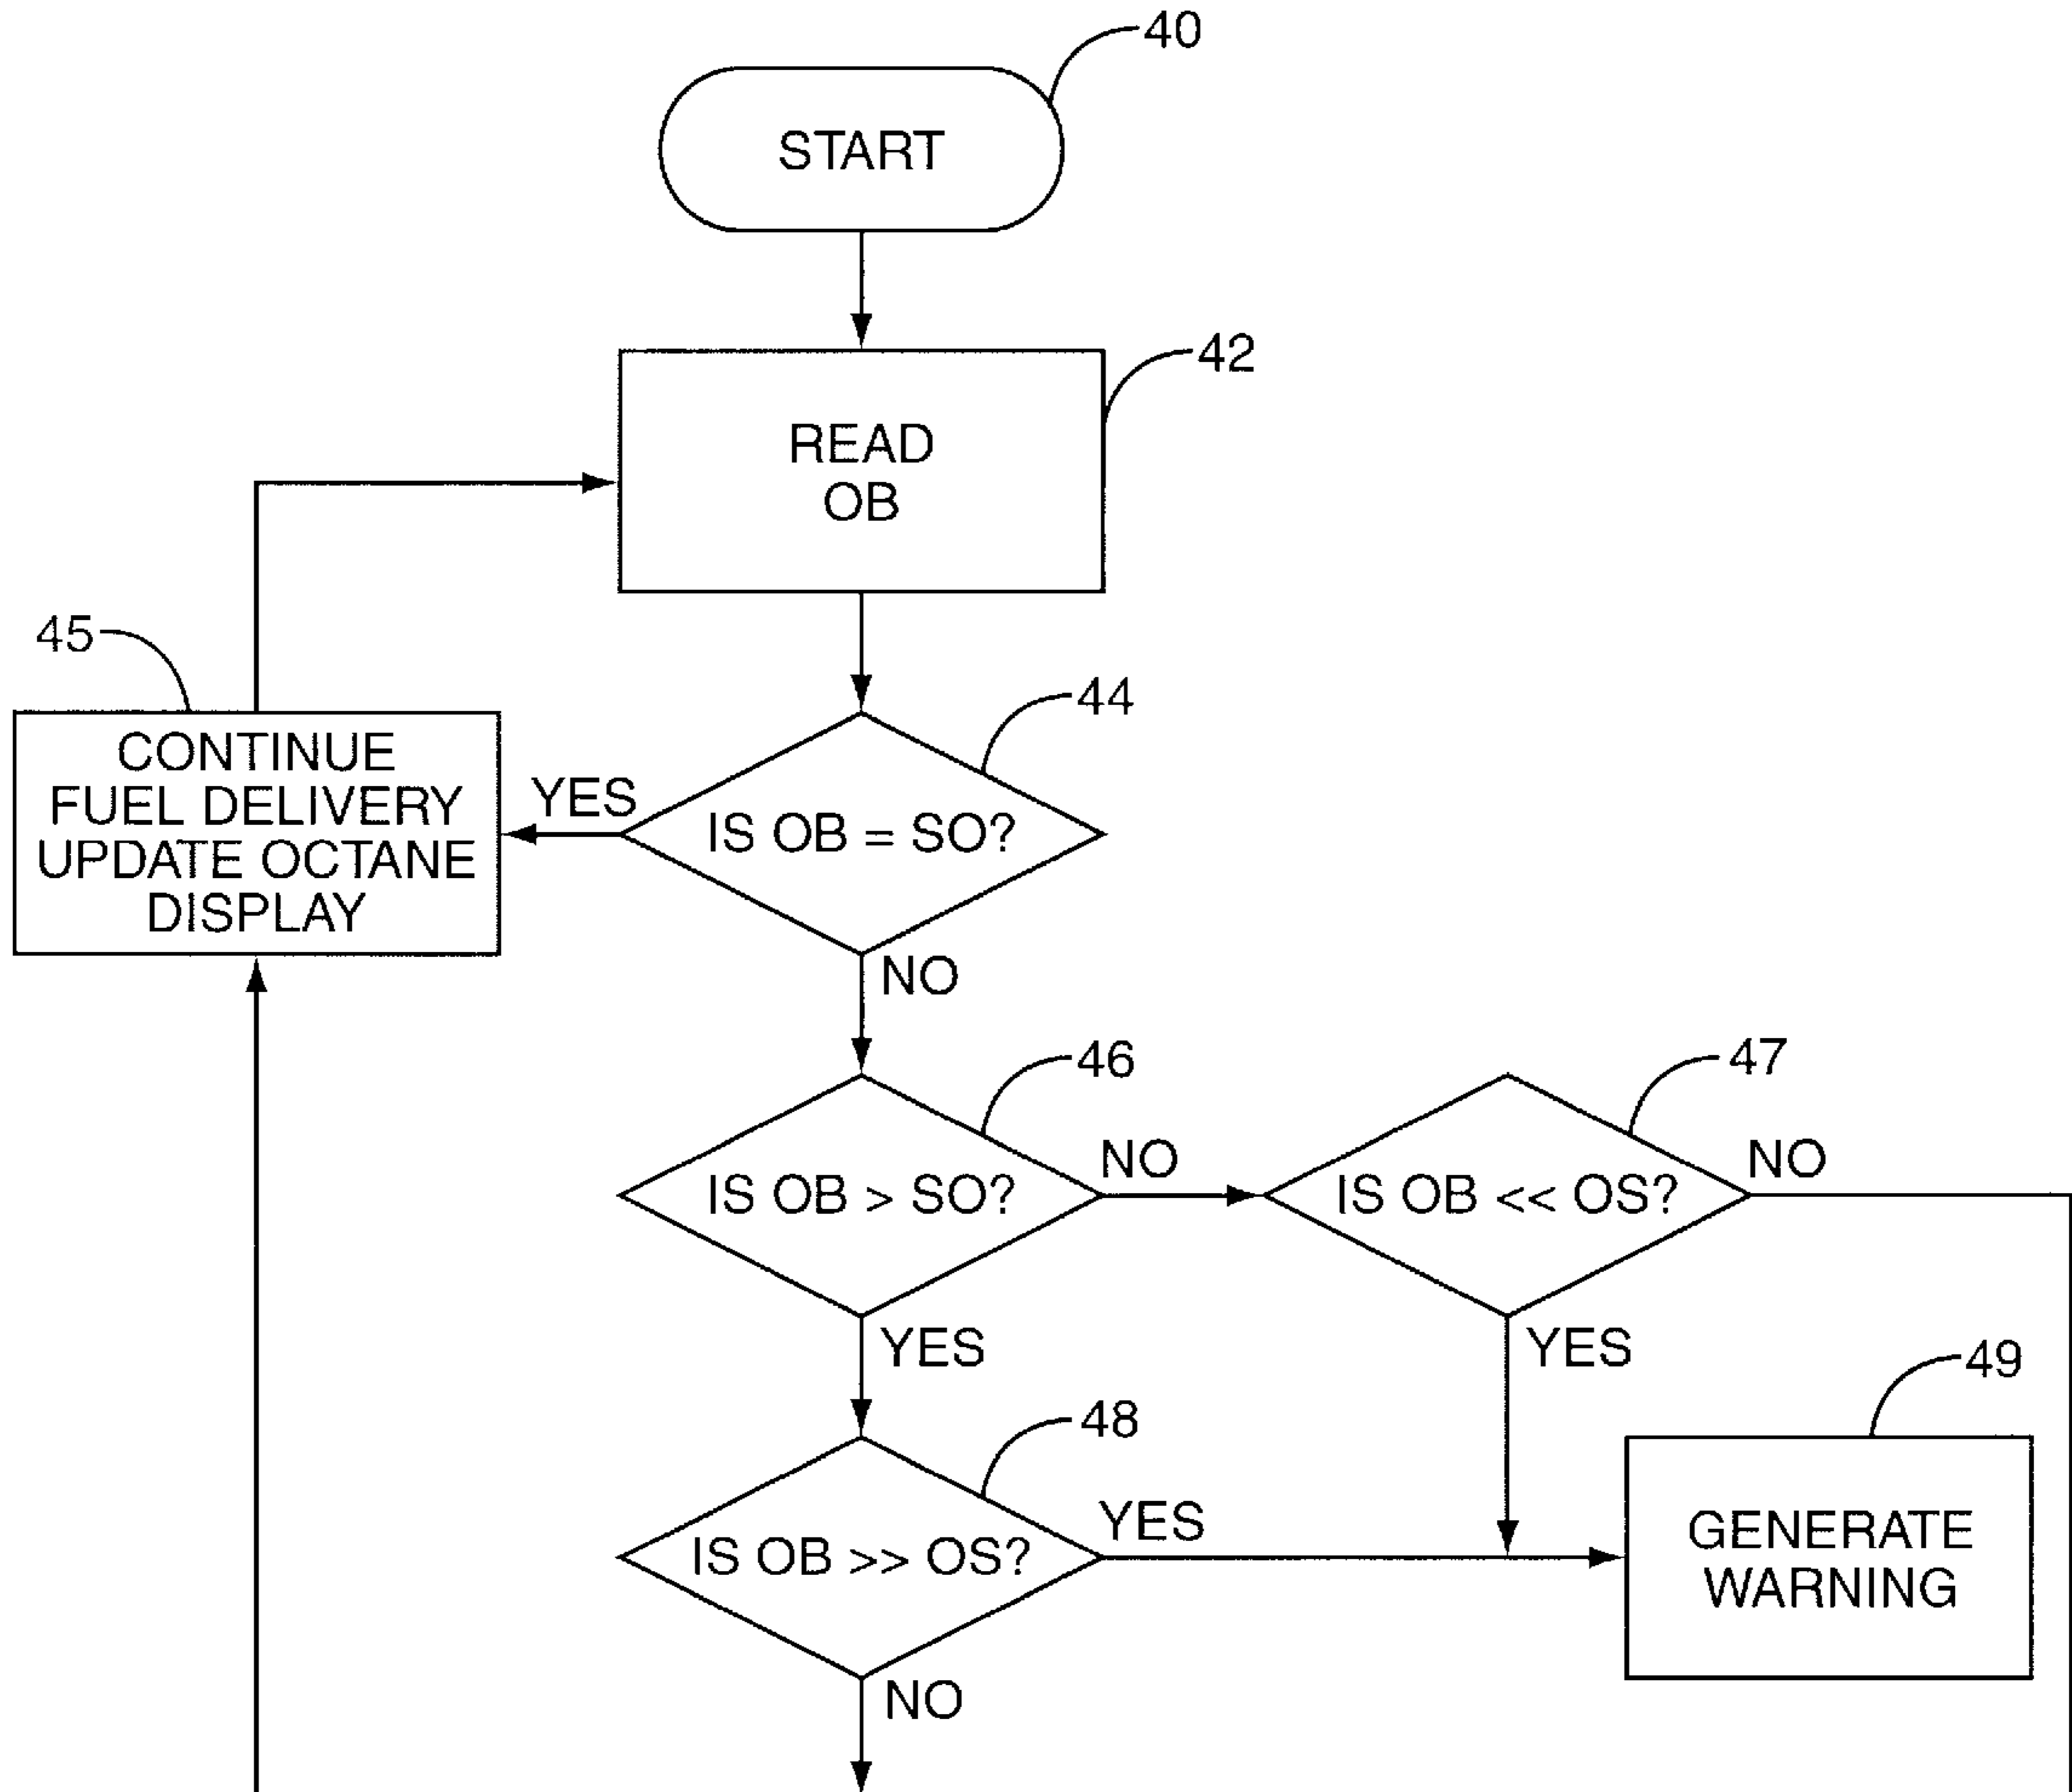 40
START
42
READ
OB
45
44
CONTINUE
FUEL DELIVERY
UPDATE OCTANE
DISPLAY
YES
IS OB = SO?
NO
46
47
IS OB > SO?
NO
IS OB << OS?
NO
YES
YES
49
48
IS OB >> OS?
YES
GENERATE
WARNING
NO